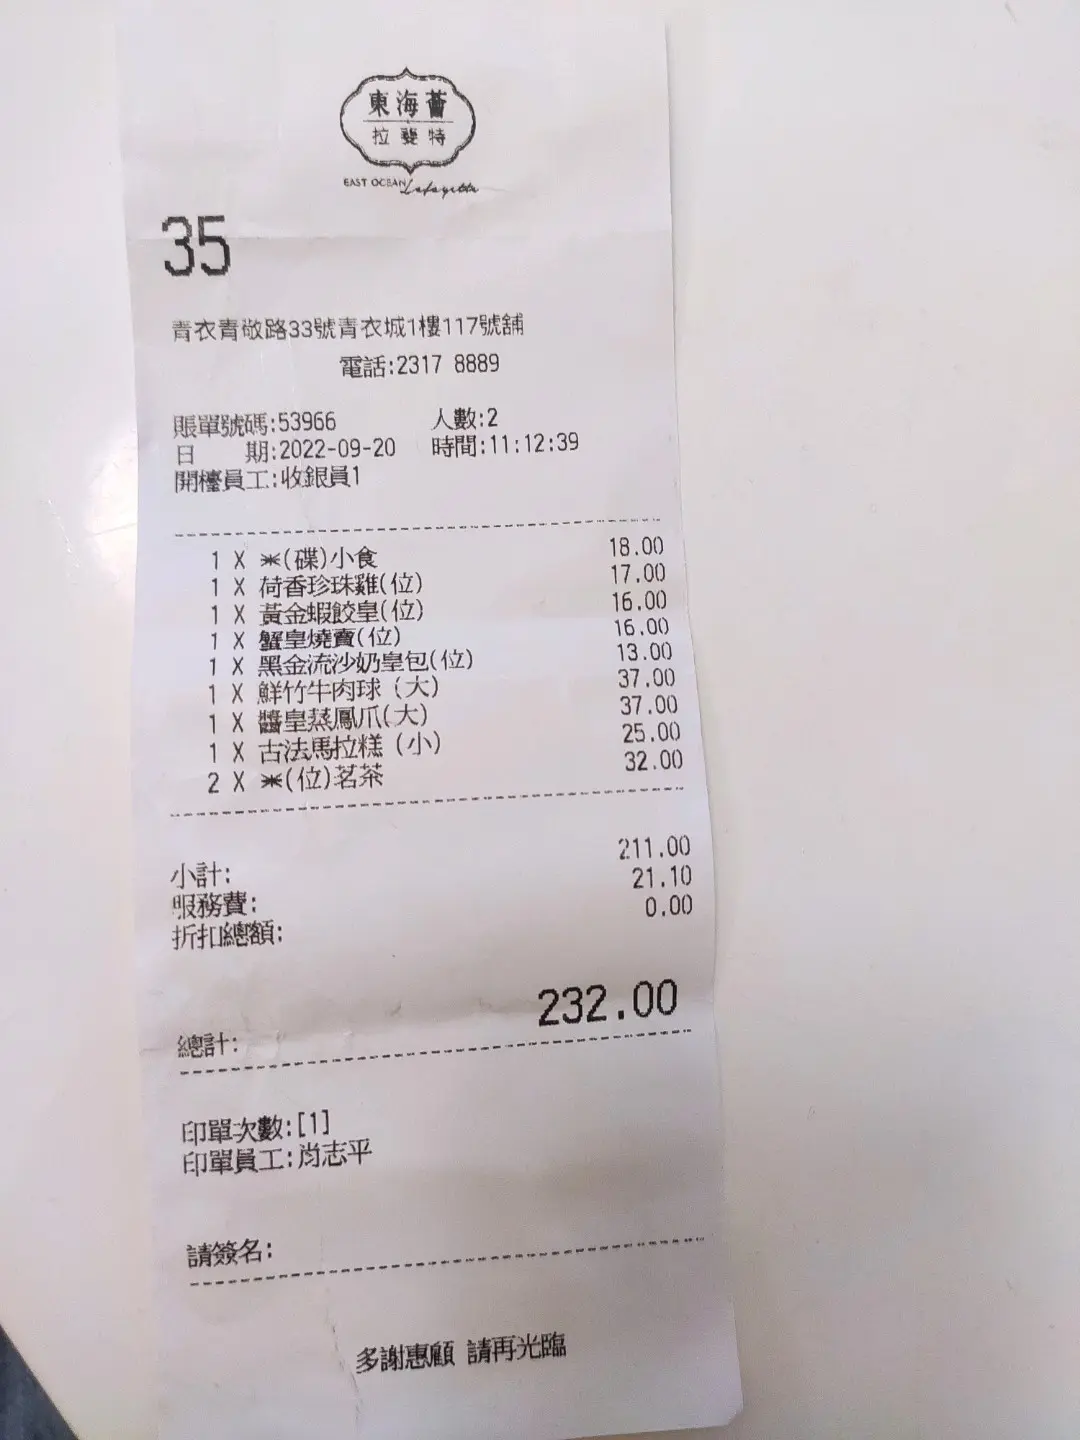 東海薈
拉斐特
EAST OCEAN Lafayette
35
青衣青敬路33號青衣城1樓117號舖
電話:2317 8889
賬單號碼:53966 人數:2
日 期:2022-09-20 時間:11:12:39
開檯員工:收銀員1
1 X *(碟)小食 18.00
1 X 荷香珍珠雞(位) 17.00
1 X 黃金蝦餃皇(位) 16.00
1 X 蟹皇燒賣(位) 16.00
1 X 黑金流沙奶皇包(位) 13.00
1 X 鮮竹牛肉球 (大) 37.00
1 X 醬皇蒸鳳爪(大) 37.00
1 X 古法馬拉糕 (小) 25.00
2 X *(位)茗茶 32.00
小計: 211.00
服務費: 21.10
折扣總額: 0.00
總計: 232.00
印單次數:[1]
印單員工:肖志平
請簽名:
多謝惠顧 請再光臨